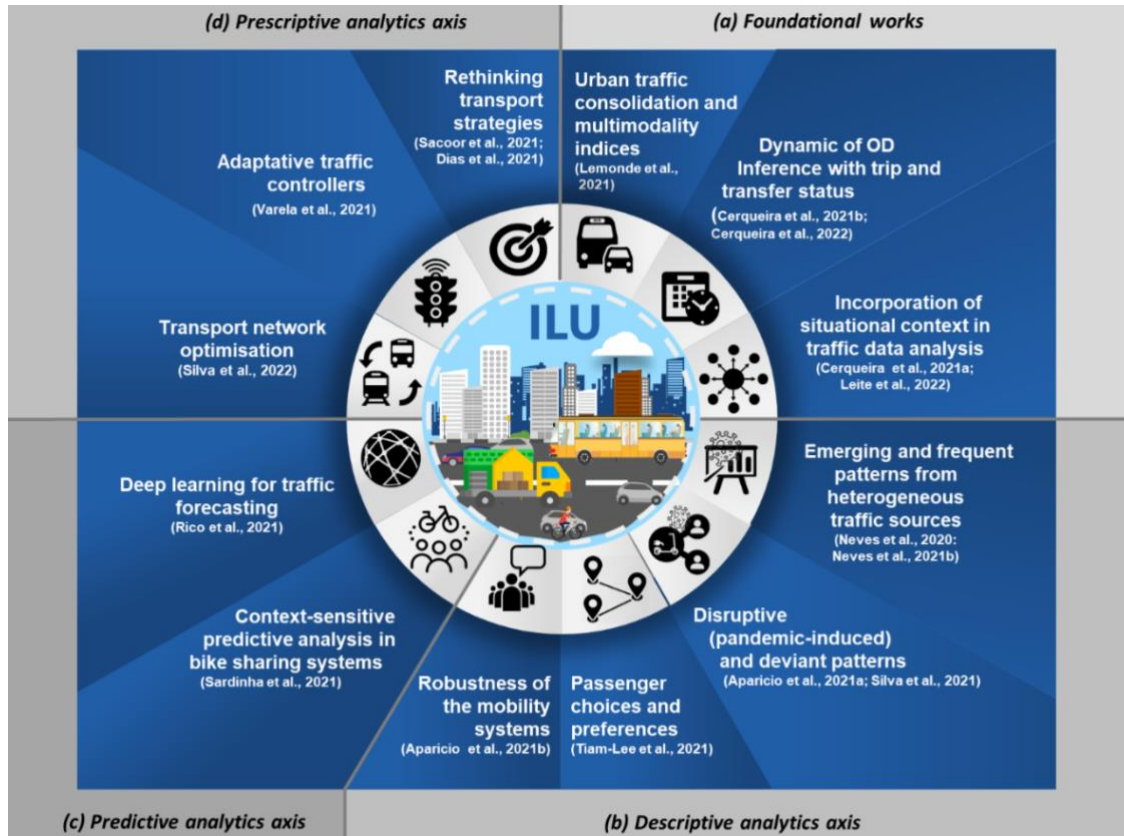 (d) Prescriptive analytics axis
(a) Foundational works
Rethinking
transport
strategies
(Sacoor et al., 2021;
Dias et al., 2021)
Urban traffic
consolidation and
multimodality
indices
(Lemonde et al.,
2021)
Adaptative traffic
controllers
(Varela et al., 2021)
Dynamic of OD
Inference with trip and
transfer status
(Cerqueira et al., 2021b;
Cerqueira et al., 2022)
Transport network
optimisation
(Silva et al., 2022)
ILU
Incorporation of
situational context in
traffic data analysis
(Cerqueira et al., 2021a;
Leite et al., 2022)
Deep learning for traffic
forecasting
(Rico et al., 2021)
Emerging and frequent
patterns from
heterogeneous
traffic sources
(Neves et al., 2020:
Neves et al., 2021b)
Context-sensitive
predictive analysis in
bike sharing systems
(Sardinha et al., 2021)
Robustness of
the mobility
systems
(Aparicio et al., 2021b)
Passenger
choices and
preferences
(Tiam-Lee et al., 2021)
Disruptive
(pandemic-induced)
and deviant patterns
(Aparicio et al., 2021a; Silva et al., 2021)
(c) Predictive analytics axis
(b) Descriptive analytics axis